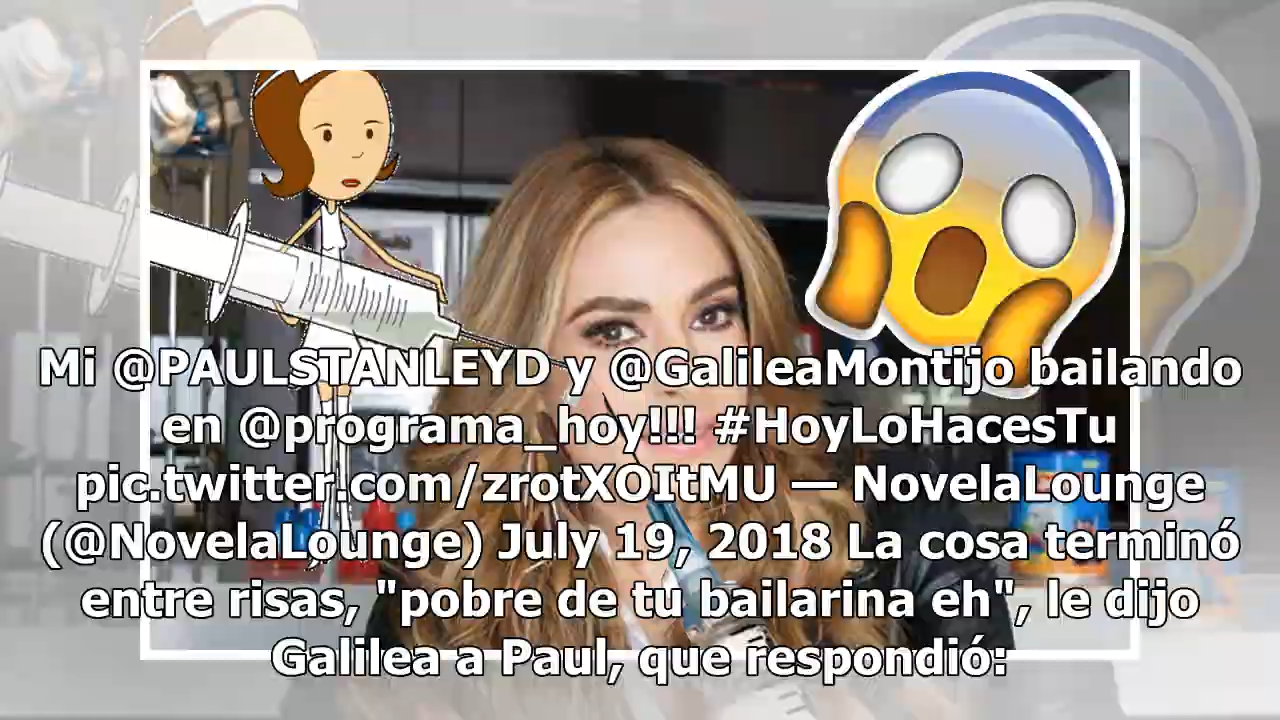 Mi @PAULSTANLEYD y @GalileaMontijo bailando
en @programa_hoy!!! #HoyLoHacesTu
pic.twitter.com/zrotXOItMU — NovelaLounge
(@NovelaLounge) July 19, 2018 La cosa terminó
entre risas, "pobre de tu bailarina eh", le dijo
Galilea a Paul, que respondió: